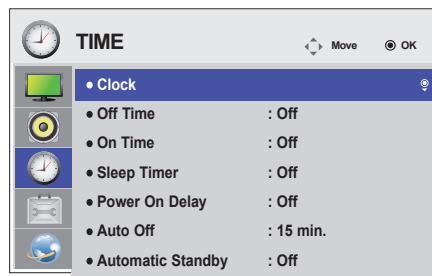 TIME
Move OK
● Clock
● Off Time : Off
● On Time : Off
● Sleep Timer : Off
● Power On Delay : Off
● Auto Off : 15 min.
● Automatic Standby : Off